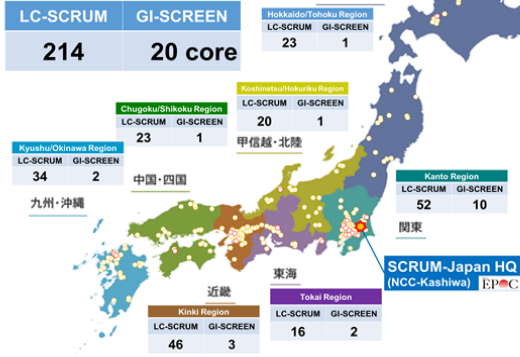 LC-SCRUM GI-SCREEN
214 20 core
Hokkaido/Tohoku Region
LC-SCRUM GI-SCREEN
23 1
Koshinetsu/Hokuriku Region
LC-SCRUM GI-SCREEN
20 1
甲信越・北陸
Chugoku/Shikoku Region
LC-SCRUM GI-SCREEN
23 1
中国・四国
Kyushu/Okinawa Region
LC-SCRUM GI-SCREEN
34 2
九州・沖縄
Kanto Region
LC-SCRUM GI-SCREEN
52 10
関東
SCRUM-Japan HQ
(NCC-Kashiwa) EPOC
東海
Tokai Region
LC-SCRUM GI-SCREEN
16 2
近畿
Kinki Region
LC-SCRUM GI-SCREEN
46 3